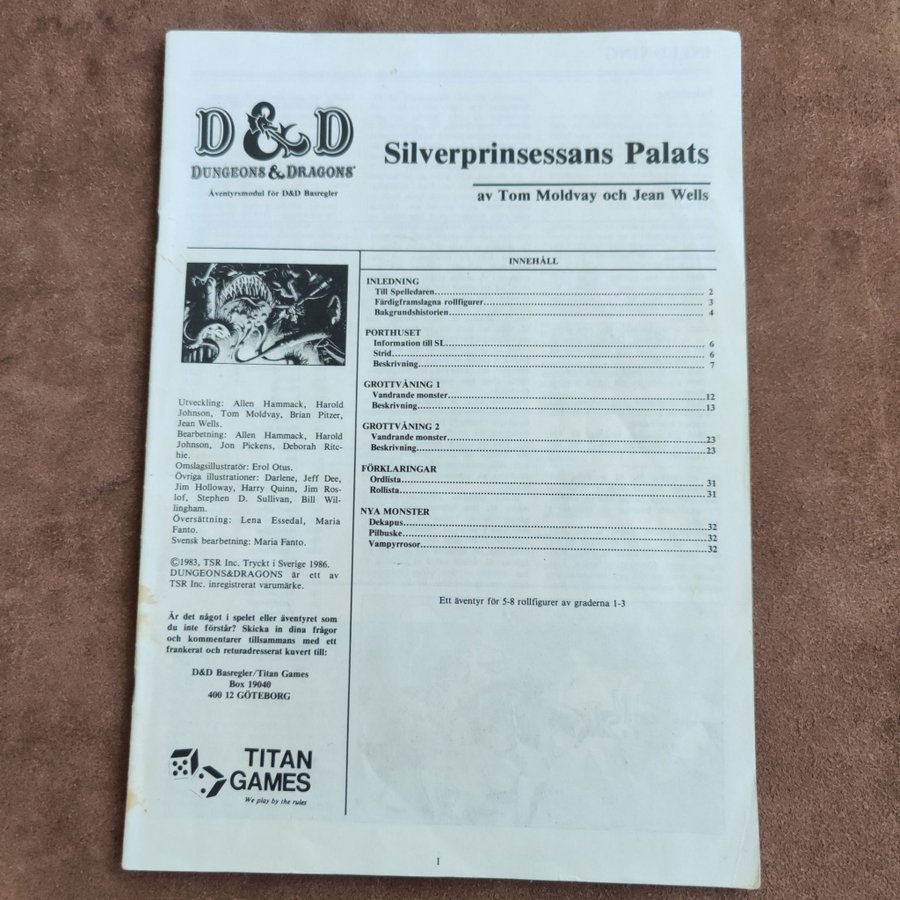 D & D
DUNGEONS & DRAGONS®
Äventyrsmodul för D&D Basregler
Silverprinsessans Palats
av Tom Moldvay och Jean Wells
Utveckling: Allen Hammack, Harold
Johnson, Tom Moldvay, Brian Pitzer,
Jean Wells.
Bearbetning: Allen Hammack, Harold
Johnson, Jon Pickens, Deborah Ritc-
hie.
Omslagsillustratör: Erol Otus.
Övriga illustrationer: Darlene, Jeff Dee,
Jim Holloway, Harry Quinn, Jim Ros-
lof, Stephen D. Sullivan, Bill Wil-
lingham.
Översättning: Lena Essedal, Maria
Fanto.
Svensk bearbetning: Maria Fanto.
©1983, TSR Inc. Tryckt i Sverige 1986.
DUNGEONS&DRAGONS är ett av
TSR Inc. inregistrerat varumärke.
Är det något i spelet eller äventyret som
du inte förstår? Skicka in dina frågor
och kommentarer tillsammans med ett
frankerat och returadresserat kuvert till:
D&D Basregler/Titan Games
Box 19040
400 12 GÖTEBORG
TITAN
GAMES
We play by the rules
INNEHÅLL
INLEDNING
Till Spelledaren 2
Färdigframslagna rollfigurer 3
Bakgrundshistorien 4
PORTHUSET
Information till SL 6
Strid 6
Beskrivning 7
GROTTVÅNING 1
Vandrande monster 12
Beskrivning 13
GROTTVÅNING 2
Vandrande monster 23
Beskrivning 23
FÖRKLARINGAR
Ordlista 31
Rollista 31
NYA MONSTER
Dekapus 32
Pilbuske 32
Vampyrrosor 32
Ett äventyr för 5-8 rollfigurer av graderna 1-3
1